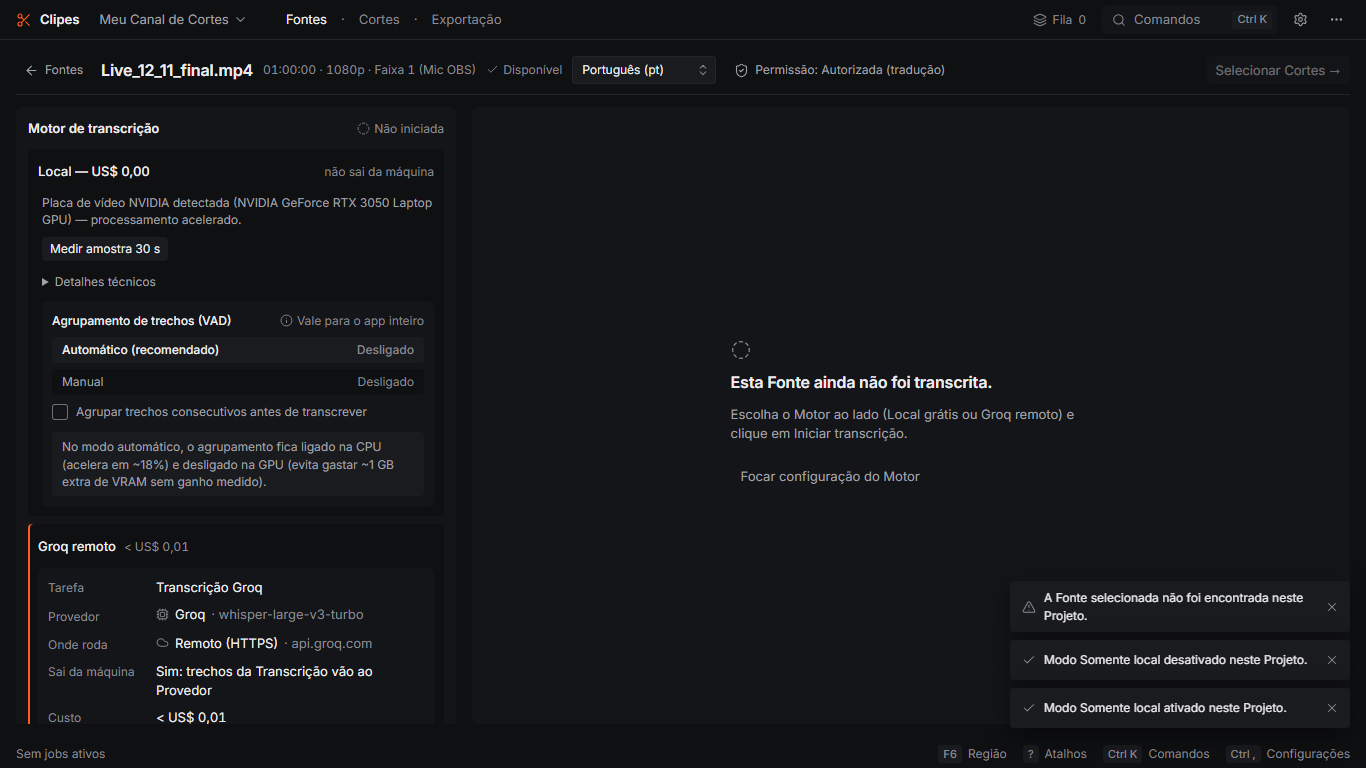 Clipes Meu Canal de Cortes Fontes · Cortes · Exportação Fila 0 Comandos Ctrl K
Fontes Live_12_11_final.mp4 01:00:00 · 1080p · Faixa 1 (Mic OBS) Disponível Português (pt) Permissão: Autorizada (tradução) Selecionar Cortes →
Motor de transcrição Não iniciada
Local — US$ 0,00 não sai da máquina
Placa de vídeo NVIDIA detectada (NVIDIA GeForce RTX 3050 Laptop
GPU) — processamento acelerado.
Medir amostra 30 s
Detalhes técnicos
Agrupamento de trechos (VAD) Vale para o app inteiro
Automático (recomendado) Desligado
Manual Desligado
Agrupar trechos consecutivos antes de transcrever
No modo automático, o agrupamento fica ligado na CPU
(acelera em ~18%) e desligado na GPU (evita gastar ~1 GB
extra de VRAM sem ganho medido).
Groq remoto < US$ 0,01
Tarefa Transcrição Groq
Provedor Groq · whisper-large-v3-turbo
Onde roda Remoto (HTTPS) · api.groq.com
Sai da máquina Sim: trechos da Transcrição vão ao
Provedor
Custo < US$ 0,01
Esta Fonte ainda não foi transcrita.
Escolha o Motor ao lado (Local grátis ou Groq remoto) e
clique em Iniciar transcrição.
Focar configuração do Motor
A Fonte selecionada não foi encontrada neste
Projeto.
Modo Somente local desativado neste Projeto.
Modo Somente local ativado neste Projeto.
Sem jobs ativos F6 Região ? Atalhos Ctrl K Comandos Ctrl , Configurações